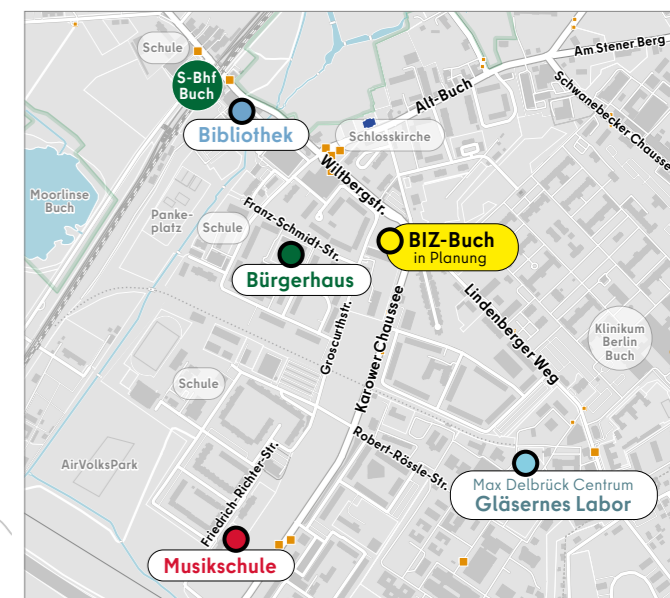 Am Stener Berg
Schule
S-Bhf
Buch
Schwanebecker Chaussee
Alt-Buch
Bibliothek
Schlosskirche
Wiltbergstr.
Moorlinse
Buch
Panke-
platz
Schule
Franz-Schmidt-Str.
BIZ-Buch
in Planung
Bürgerhaus
Lindenberger Weg
Groscurthstr.
Karower Chaussee
Klinikum
Berlin
Buch
Schule
Robert-Rössle-Str.
AirVolksPark
Friedrich-Richter-Str.
Max Delbrück Centrum
Gläsernes Labor
Musikschule